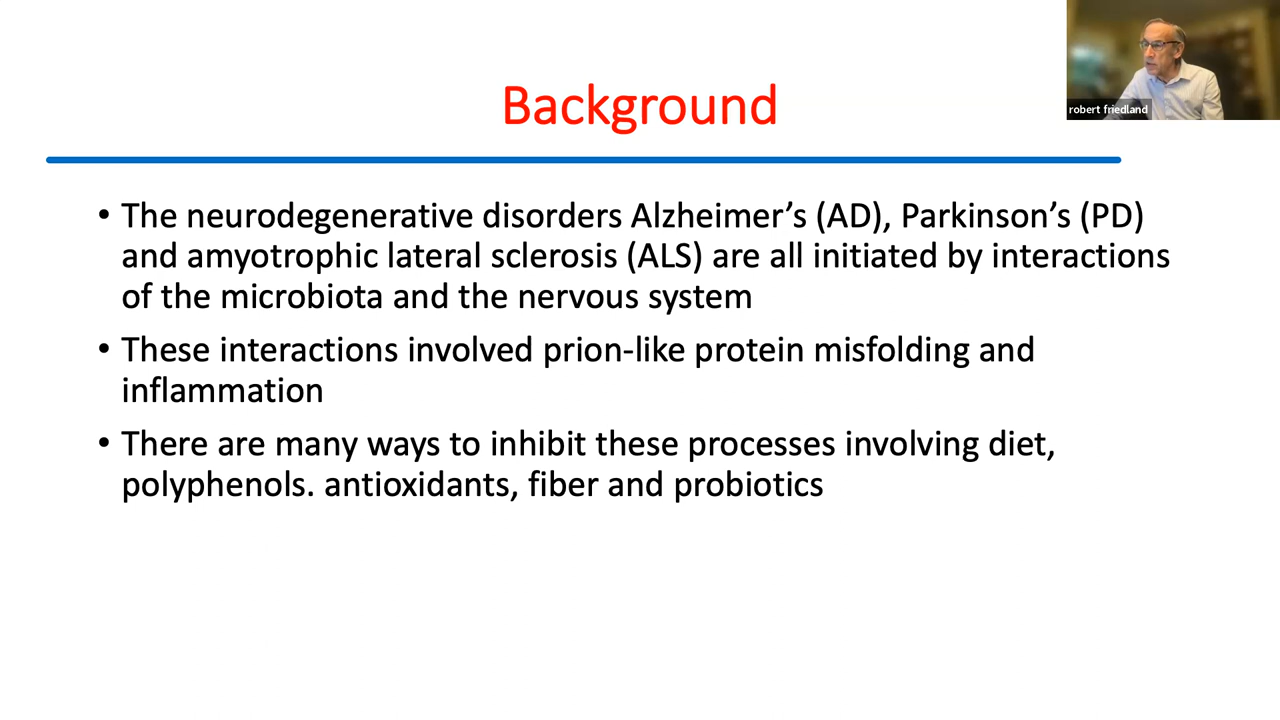 robert friedland
Background
• The neurodegenerative disorders Alzheimer’s (AD), Parkinson’s (PD)
and amyotrophic lateral sclerosis (ALS) are all initiated by interactions
of the microbiota and the nervous system
• These interactions involved prion-like protein misfolding and
inflammation
• There are many ways to inhibit these processes involving diet,
polyphenols. antioxidants, fiber and probiotics